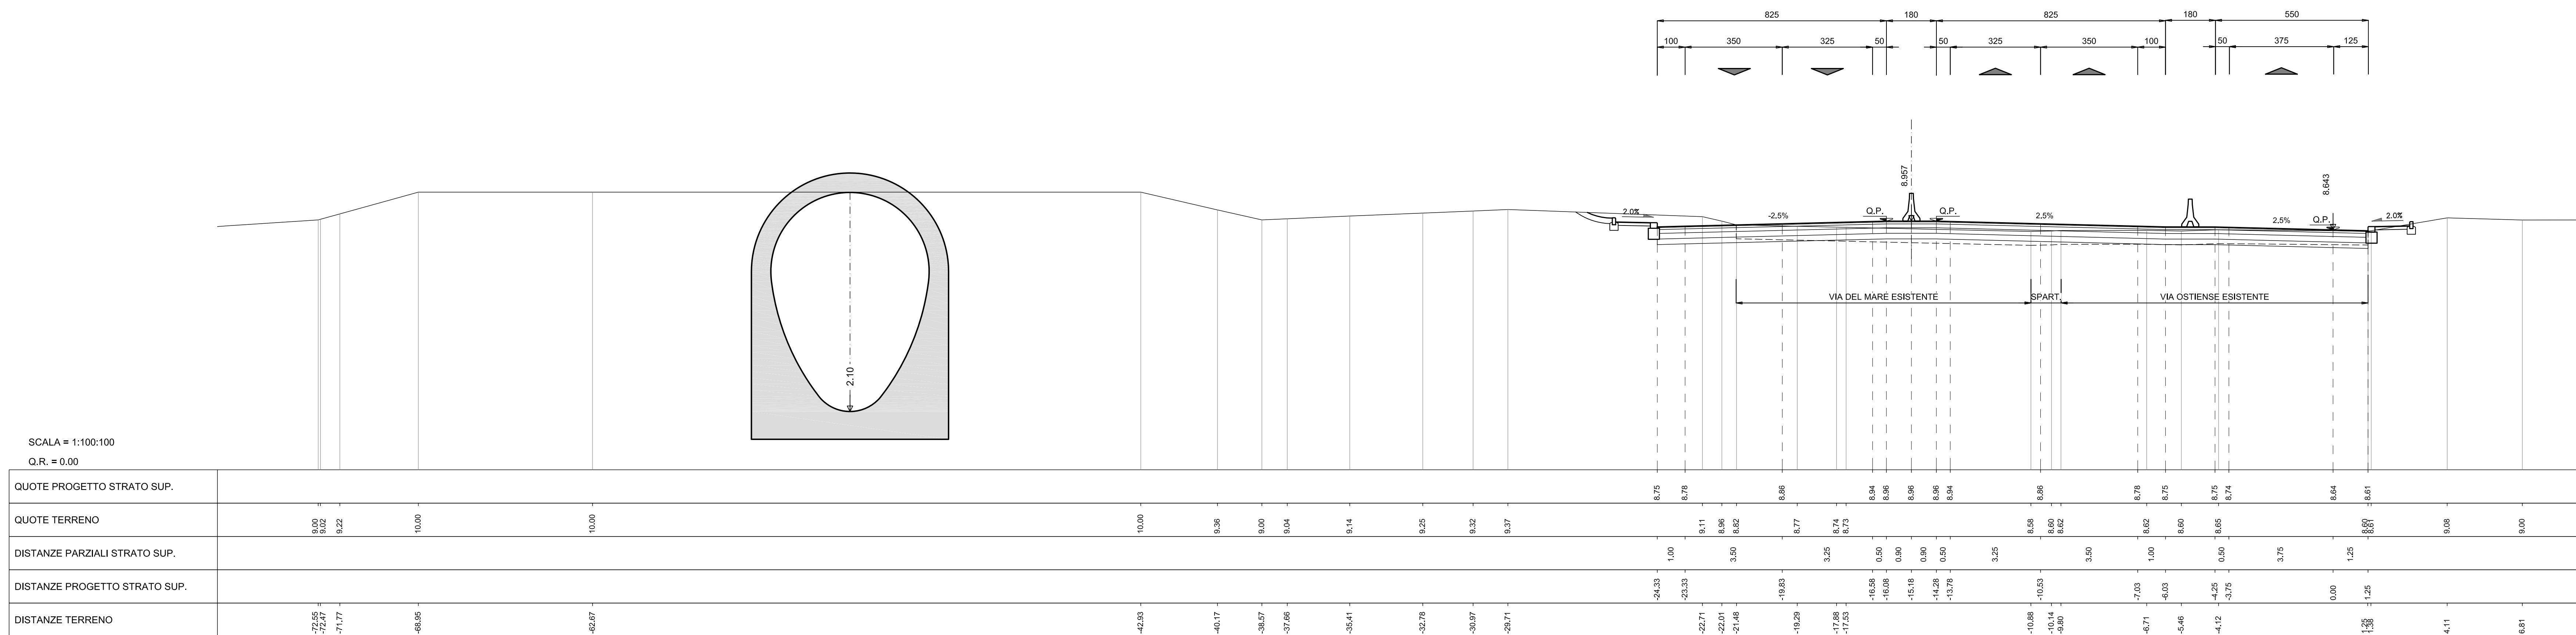 825 180 825 180 550
100 350 325 50 50 325 350 100 50 375 125
8.957
8.643
2.0% -2,5% Q.P. Q.P. 2,5% 2,5% Q.P. 2.0%
VIA DEL MARE ESISTENTE SPART. VIA OSTIENSE ESISTENTE
2.10
SCALA = 1:100:100
Q.R. = 0.00
QUOTE PROGETTO STRATO SUP. 8.75 8.78 8.86 8.94 8.96 8.96 8.96 8.94 8.86 8.78 8.75 8.75 8.74 8.64 8.61
QUOTE TERRENO 9.00 9.02 9.22 10.00 10.00 10.00 9.36 9.00 9.04 9.14 9.25 9.32 9.37 9.11 8.96 8.82 8.77 8.74 8.73 8.58 8.60 8.62 8.62 8.60 8.65 8.60 8.61 9.08 9.00
DISTANZE PARZIALI STRATO SUP. 1.00 3.50 3.25 0.50 0.90 0.90 0.50 3.25 3.50 1.00 0.50 3.75 1.25
DISTANZE PROGETTO STRATO SUP. -24.33 -23.33 -19.83 -16.58 -16.08 -15.18 -14.28 -13.78 -10.53 -7.03 -6.03 -4.25 -3.75 0.00 1.25
DISTANZE TERRENO -72.55 -72.47 -71.77 -68.95 -62.67 -42.93 -40.17 -38.57 -37.66 -35.41 -32.78 -30.97 -29.71 -22.71 -22.01 -21.48 -19.29 -17.88 -17.53 -10.88 -10.14 -9.80 -6.71 -5.46 -4.12 1.25 1.38 4.11 6.81